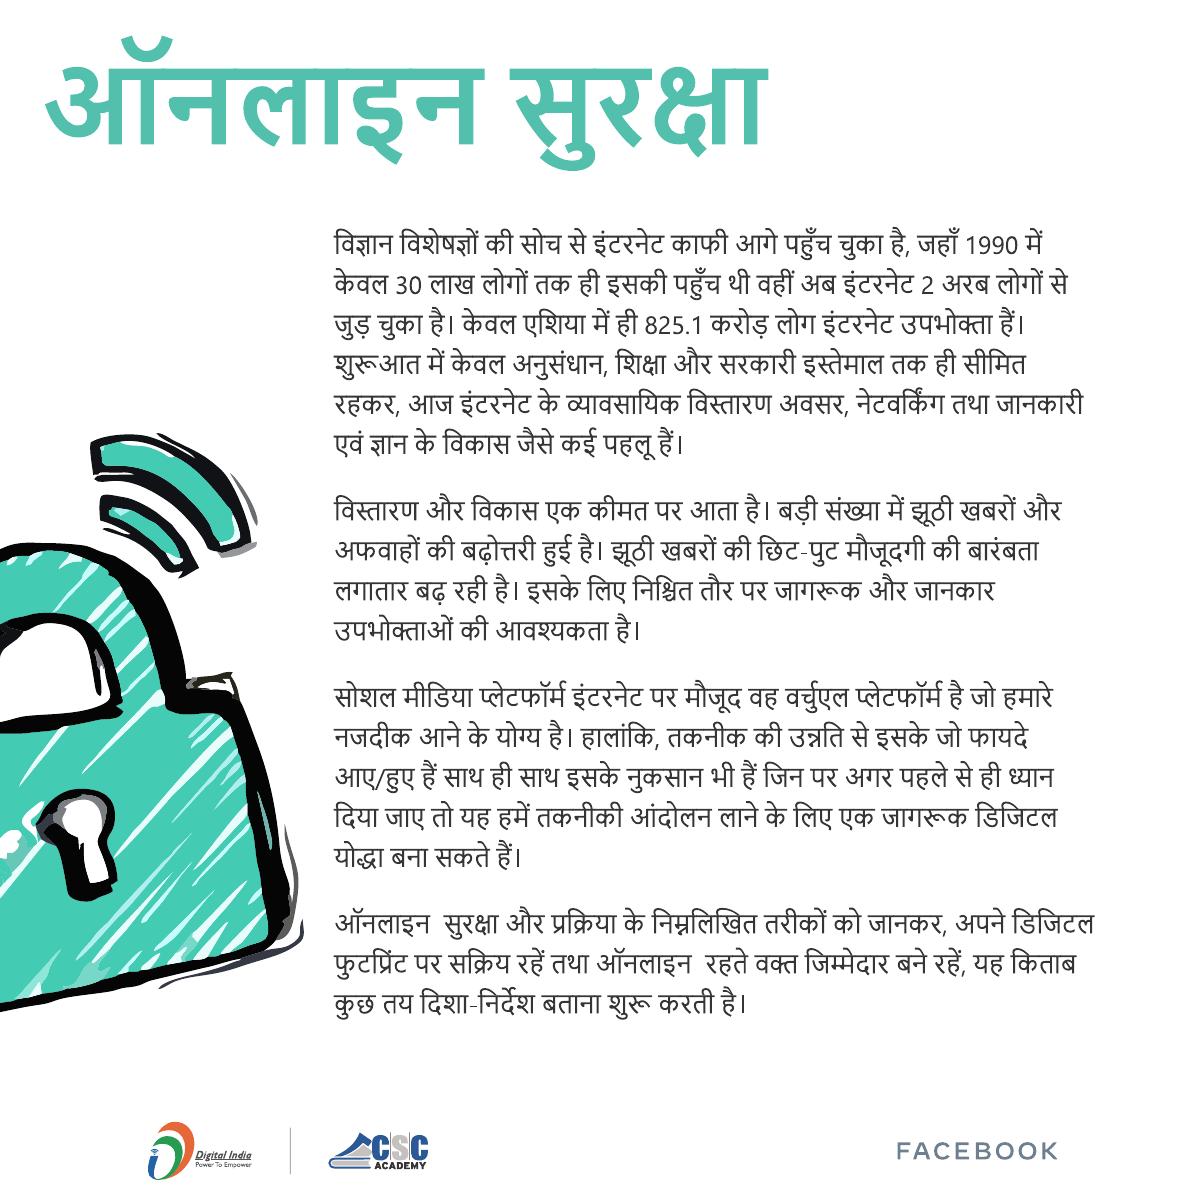 ऑनलाइन सुरक्षा
विज्ञान विशेषज्ञों की सोच से इंटरनेट काफी आगे पहुँच चुका है, जहाँ 1990 में
केवल 30 लाख लोगों तक ही इसकी पहुँच थी वहीं अब इंटरनेट 2 अरब लोगों से
जुड़ चुका है। केवल एशिया में ही 825.1 करोड़ लोग इंटरनेट उपभोक्ता हैं।
शुरूआत में केवल अनुसंधान, शिक्षा और सरकारी इस्तेमाल तक ही सीमित
रहकर, आज इंटरनेट के व्यावसायिक विस्तारण अवसर, नेटवर्किंग तथा जानकारी
एवं ज्ञान के विकास जैसे कई पहलू हैं।
विस्तारण और विकास एक कीमत पर आता है। बड़ी संख्या में झूठी खबरों और
अफवाहों की बढ़ोत्तरी हुई है। झूठी खबरों की छिट-पुट मौजूदगी की बारंबता
लगातार बढ़ रही है। इसके लिए निश्चित तौर पर जागरूक और जानकार
उपभोक्ताओं की आवश्यकता है।
सोशल मीडिया प्लेटफॉर्म इंटरनेट पर मौजूद वह वर्चुएल प्लेटफॉर्म है जो हमारे
नजदीक आने के योग्य है। हालांकि, तकनीक की उन्नति से इसके जो फायदे
आए/हुए हैं साथ ही साथ इसके नुकसान भी हैं जिन पर अगर पहले से ही ध्यान
दिया जाए तो यह हमें तकनीकी आंदोलन लाने के लिए एक जागरूक डिजिटल
योद्धा बना सकते हैं।
ऑनलाइन सुरक्षा और प्रक्रिया के निम्नलिखित तरीकों को जानकर, अपने डिजिटल
फुटप्रिंट पर सक्रिय रहें तथा ऑनलाइन रहते वक्त जिम्मेदार बने रहें, यह किताब
कुछ तय दिशा-निर्देश बताना शुरू करती है।
Digital India
Power To Empower
CSC
ACADEMY
FACEBOOK